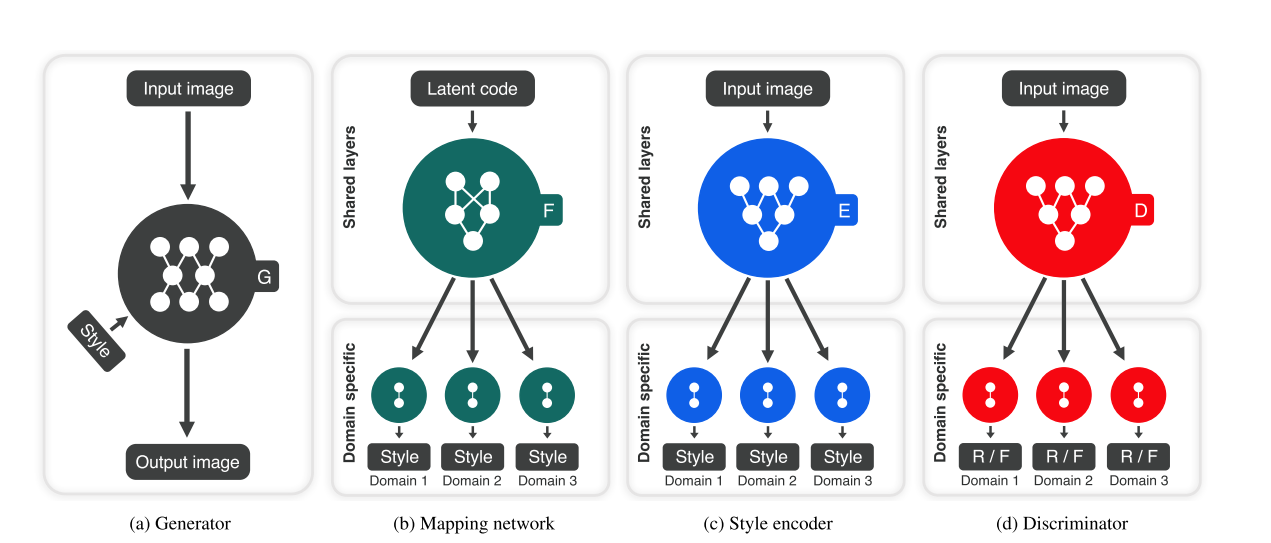 Input image
G
Style
Output image
(a) Generator
Latent code
Shared layers
F
Domain specific
Style
Style
Style
Domain 1
Domain 2
Domain 3
(b) Mapping network
Input image
Shared layers
E
Domain specific
Style
Style
Style
Domain 1
Domain 2
Domain 3
(c) Style encoder
Input image
Shared layers
D
Domain specific
R / F
R / F
R / F
Domain 1
Domain 2
Domain 3
(d) Discriminator